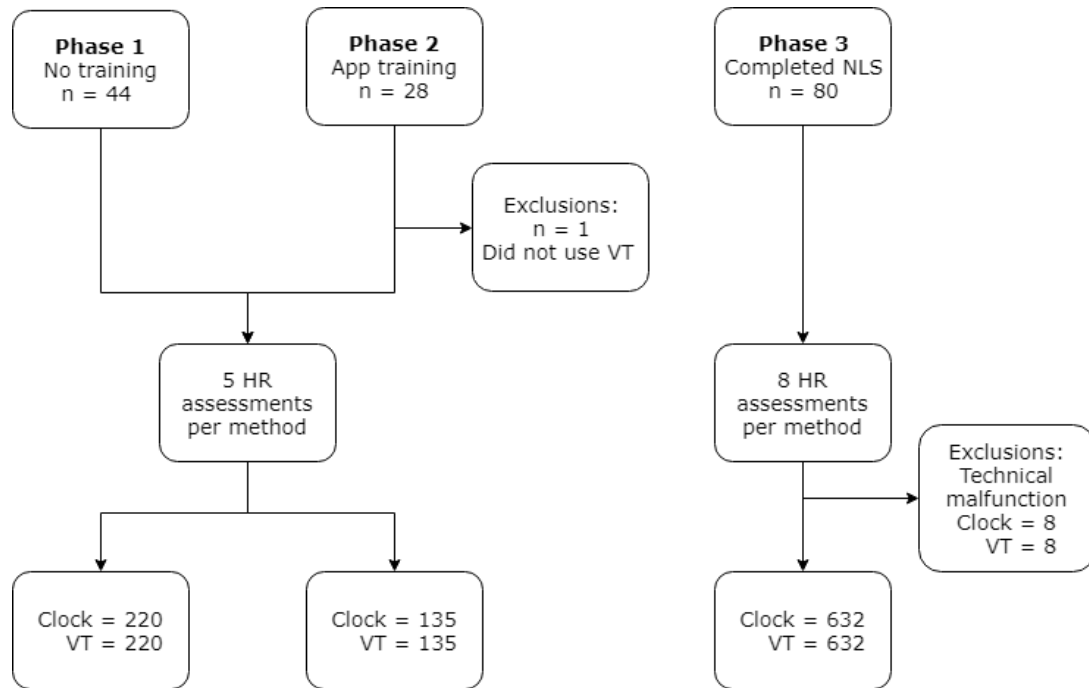 Phase 1
No training
n = 44
Phase 2
App training
n = 28
Phase 3
Completed NLS
n = 80
Exclusions:
n = 1
Did not use VT
5 HR
assessments
per method
8 HR
assessments
per method
Exclusions:
Technical
malfunction
Clock = 8
VT = 8
Clock = 220
VT = 220
Clock = 135
VT = 135
Clock = 632
VT = 632